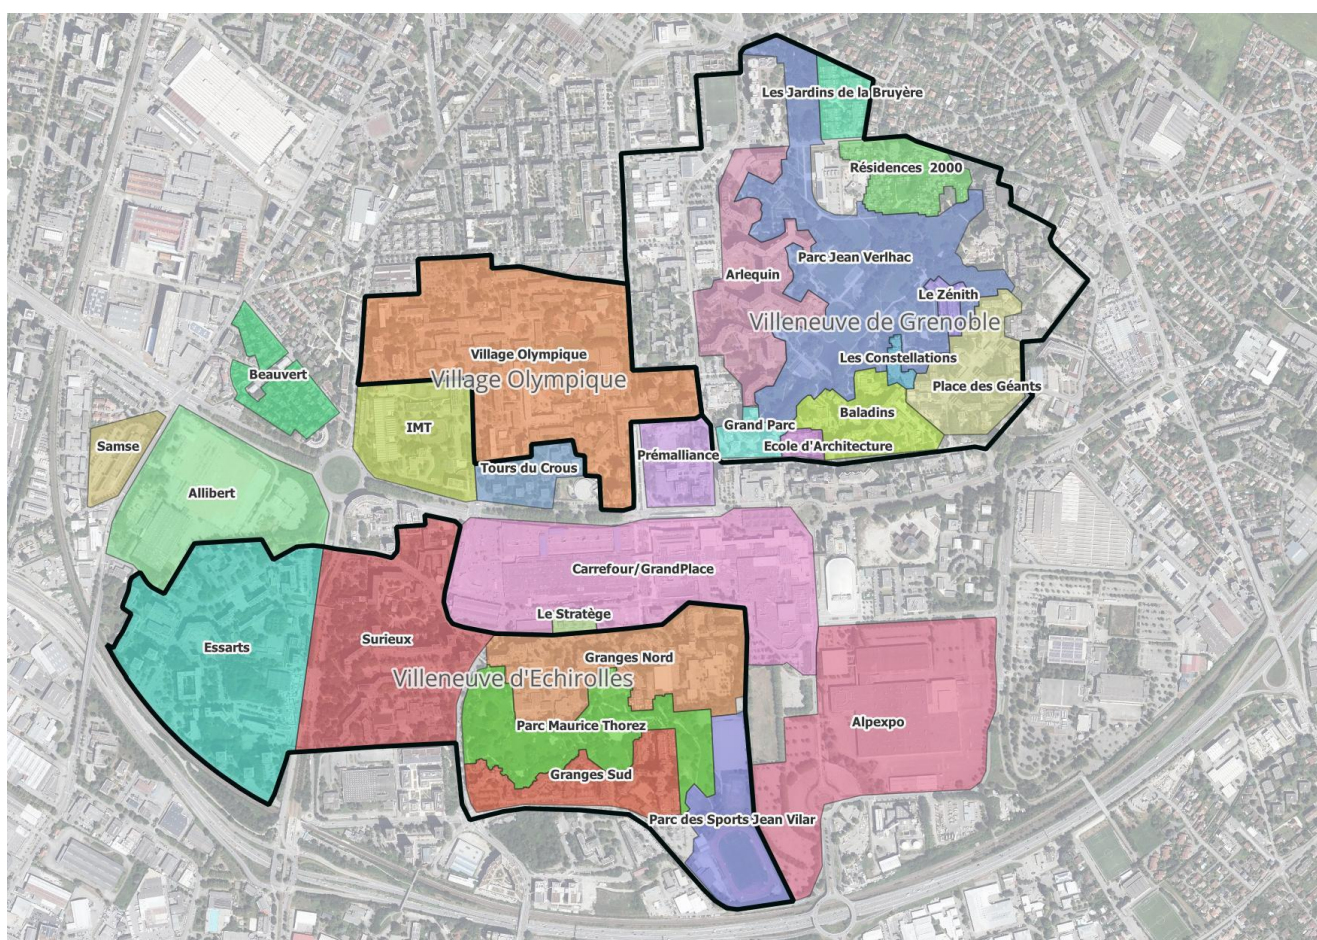 Les Jardins de la Bruyère
Résidences 2000
Parc Jean Verlhac
Arlequin
Le Zénith
Villeneuve de Grenoble
Village Olympique
Les Constellations
Beauvert
Village Olympique
Place des Géants
Baladins
IMT
Grand Parc
Samse
Ecole d'Architecture
Prémalliance
Tours du Crous
Allibert
Carrefour/GrandPlace
Le Stratège
Surieux
Essarts
Granges Nord
Villeneuve d'Echirolles
Alpexpo
Parc Maurice Thorez
Granges Sud
Parc des Sports Jean Vilar